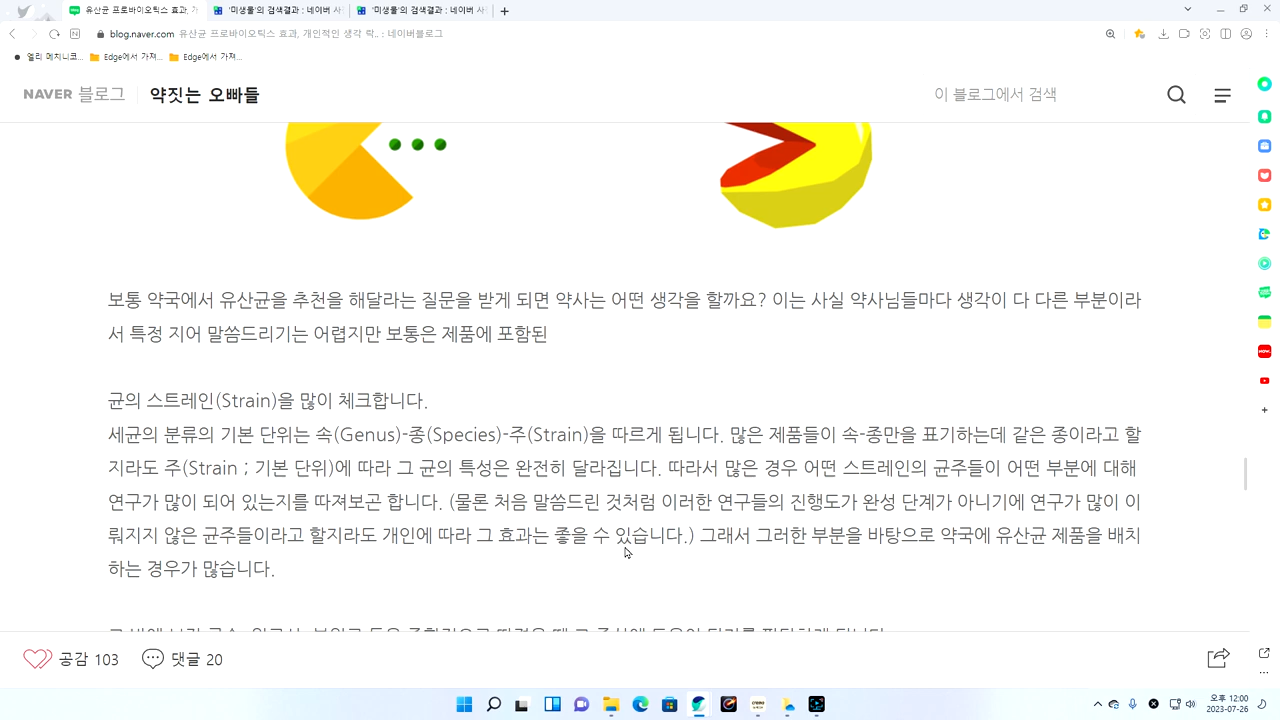 유산균 프로바이오틱스 효과, 개
'미생물'의 검색결과 : 네이버 사
'미생물'의 검색결과 : 네이버 사
blog.naver.com 유산균 프로바이오틱스 효과, 개인적인 생각 락.. : 네이버블로그
엘리 메치니코...
Edge에서 가져...
Edge에서 가져...
NAVER 블로그
약짓는 오빠들
이 블로그에서 검색
보통 약국에서 유산균을 추천을 해달라는 질문을 받게 되면 약사는 어떤 생각을 할까요? 이는 사실 약사님들마다 생각이 다 다른 부분이라
서 특정 지어 말씀드리기는 어렵지만 보통은 제품에 포함된
균의 스트레인(Strain)을 많이 체크합니다.
세균의 분류의 기본 단위는 속(Genus)-종(Species)-주(Strain)을 따르게 됩니다. 많은 제품들이 속-종만을 표기하는데 같은 종이라고 할
지라도 주(Strain ; 기본 단위)에 따라 그 균의 특성은 완전히 달라집니다. 따라서 많은 경우 어떤 스트레인의 균주들이 어떤 부분에 대해
연구가 많이 되어 있는지를 따져보곤 합니다. (물론 처음 말씀드린 것처럼 이러한 연구들의 진행도가 완성 단계가 아니기에 연구가 많이 이
뤄지지 않은 균주들이라고 할지라도 개인에 따라 그 효과는 좋을 수 있습니다.) 그래서 그러한 부분을 바탕으로 약국에 유산균 제품을 배치
하는 경우가 많습니다.
공감 103
댓글 20
오후 12:00
2023-07-26